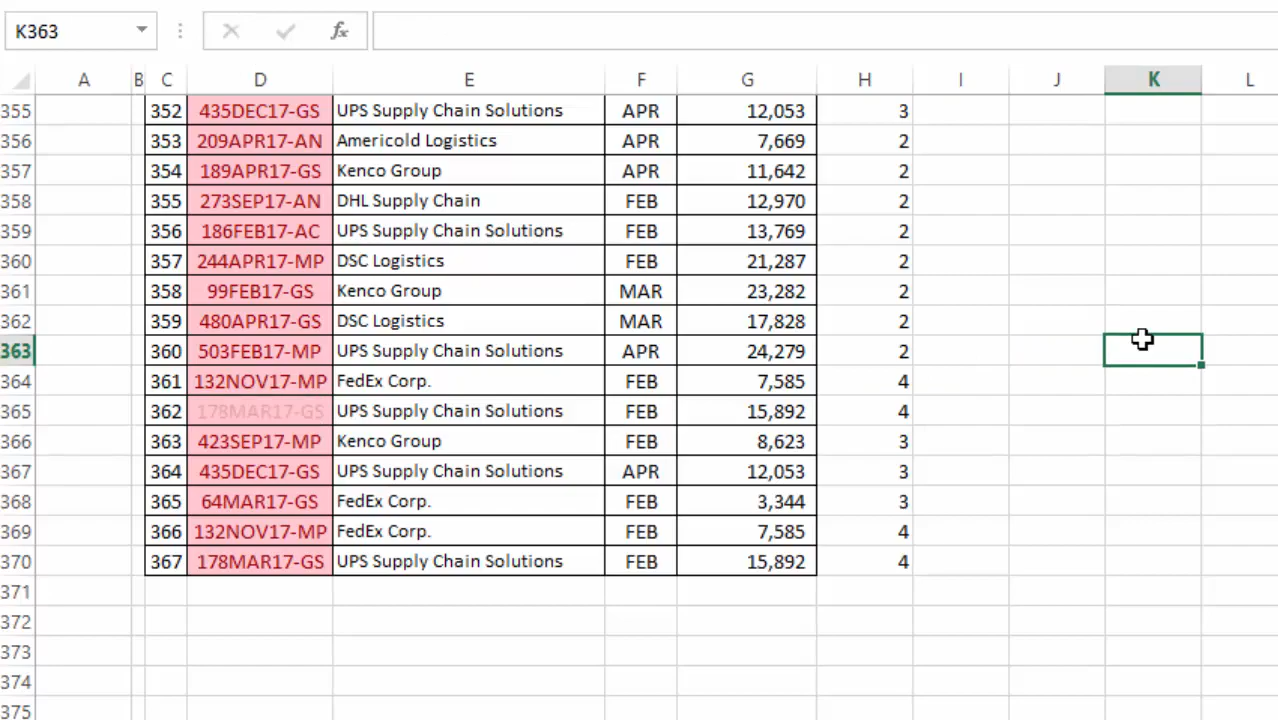 K363 fx
A B C D E F G H I J K L
355 352 435DEC17-GS UPS Supply Chain Solutions APR 12,053 3
356 353 209APR17-AN Americold Logistics APR 7,669 2
357 354 189APR17-GS Kenco Group APR 11,642 2
358 355 273SEP17-AN DHL Supply Chain FEB 12,970 2
359 356 186FEB17-AC UPS Supply Chain Solutions FEB 13,769 2
360 357 244APR17-MP DSC Logistics FEB 21,287 2
361 358 99FEB17-GS Kenco Group MAR 23,282 2
362 359 480APR17-GS DSC Logistics MAR 17,828 2
363 360 503FEB17-MP UPS Supply Chain Solutions APR 24,279 2
364 361 132NOV17-MP FedEx Corp. FEB 7,585 4
365 362 178MAR17-GS UPS Supply Chain Solutions FEB 15,892 4
366 363 423SEP17-MP Kenco Group FEB 8,623 3
367 364 435DEC17-GS UPS Supply Chain Solutions APR 12,053 3
368 365 64MAR17-GS FedEx Corp. FEB 3,344 3
369 366 132NOV17-MP FedEx Corp. FEB 7,585 4
370 367 178MAR17-GS UPS Supply Chain Solutions FEB 15,892 4
371
372
373
374
375